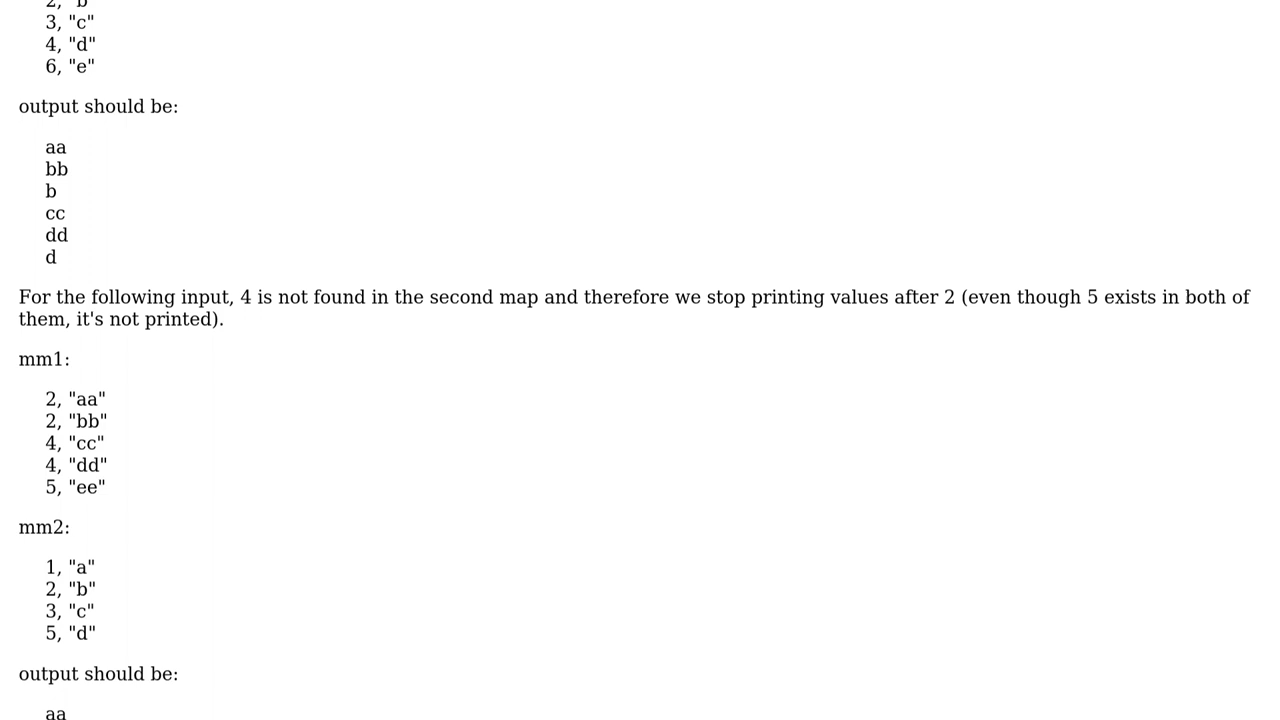 2, "b"
3, "c"
4, "d"
6, "e"
output should be:
aa
bb
b
cc
dd
d
For the following input, 4 is not found in the second map and therefore we stop printing values after 2 (even though 5 exists in both of
them, it's not printed).
mm1:
2, "aa"
2, "bb"
4, "cc"
4, "dd"
5, "ee"
mm2:
1, "a"
2, "b"
3, "c"
5, "d"
output should be:
aa